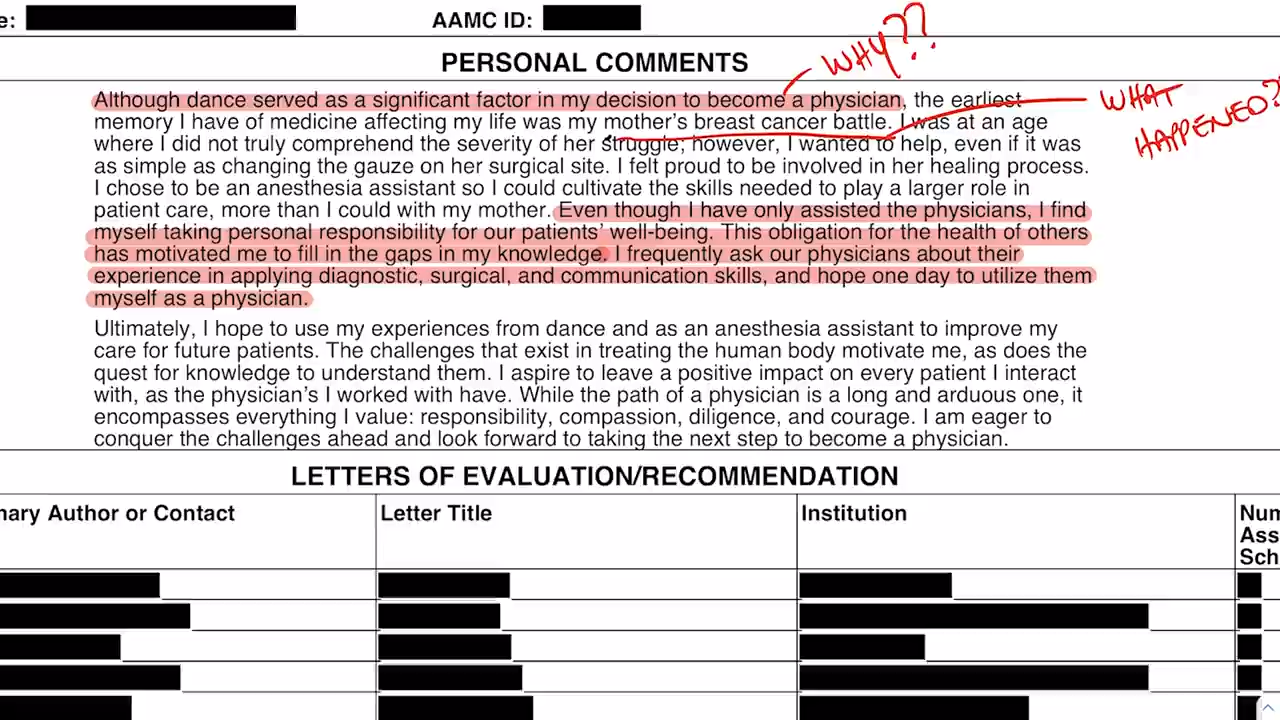 e:
AAMC ID:
PERSONAL COMMENTS
WHY??
Although dance served as a significant factor in my decision to become a physician, the earliest
memory I have of medicine affecting my life was my mother's breast cancer battle. I was at an age
where I did not truly comprehend the severity of her struggle; however, I wanted to help, even if it was
as simple as changing the gauze on her surgical site. I felt proud to be involved in her healing process.
I chose to be an anesthesia assistant so I could cultivate the skills needed to play a larger role in
patient care, more than I could with my mother. Even though I have only assisted the physicians, I find
myself taking personal responsibility for our patients' well-being. This obligation for the health of others
has motivated me to fill in the gaps in my knowledge. I frequently ask our physicians about their
experience in applying diagnostic, surgical, and communication skills, and hope one day to utilize them
myself as a physician.
WHAT
HAPPENED?
Ultimately, I hope to use my experiences from dance and as an anesthesia assistant to improve my
care for future patients. The challenges that exist in treating the human body motivate me, as does the
quest for knowledge to understand them. I aspire to leave a positive impact on every patient I interact
with, as the physician's I worked with have. While the path of a physician is a long and arduous one, it
encompasses everything I value: responsibility, compassion, diligence, and courage. I am eager to
conquer the challenges ahead and look forward to taking the next step to become a physician.
LETTERS OF EVALUATION/RECOMMENDATION
nary Author or Contact
Letter Title
Institution
Num
Ass
Sch